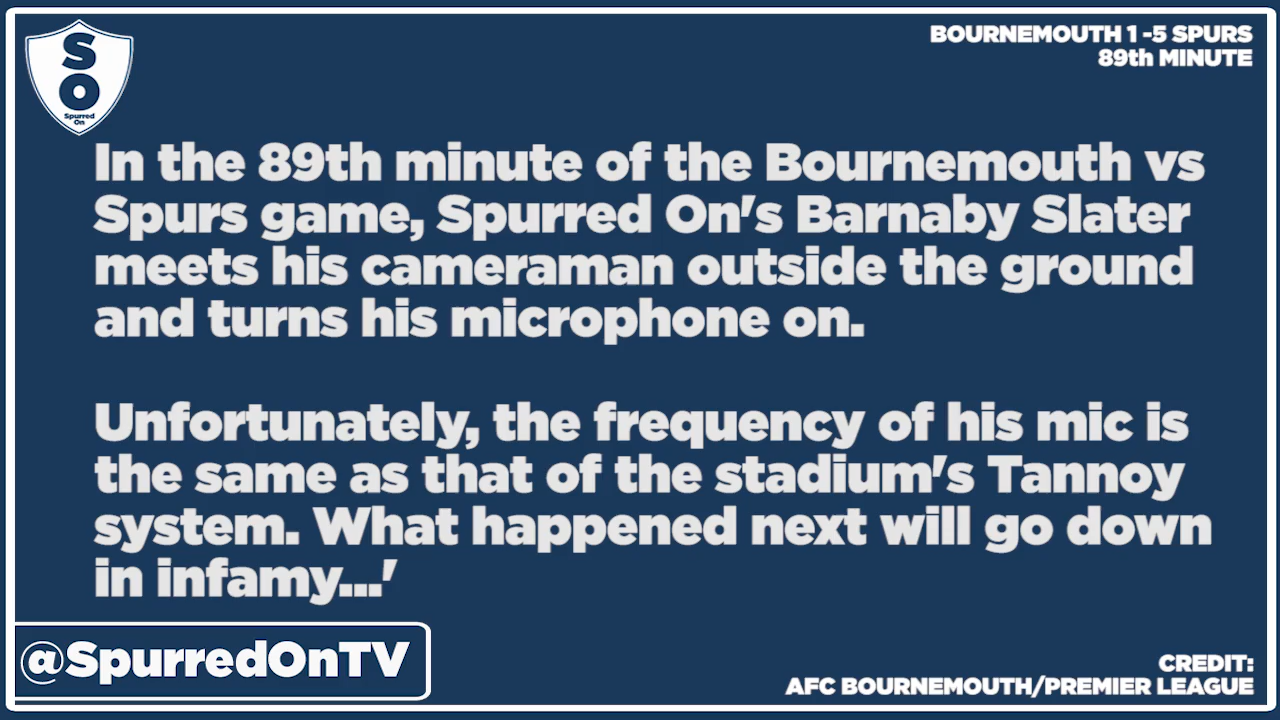 S
O
Spurred
On
BOURNEMOUTH 1 -5 SPURS
89th MINUTE
In the 89th minute of the Bournemouth vs
Spurs game, Spurred On's Barnaby Slater
meets his cameraman outside the ground
and turns his microphone on.
Unfortunately, the frequency of his mic is
the same as that of the stadium's Tannoy
system. What happened next will go down
in infamy...'
@SpurredOnTV
CREDIT:
AFC BOURNEMOUTH/PREMIER LEAGUE